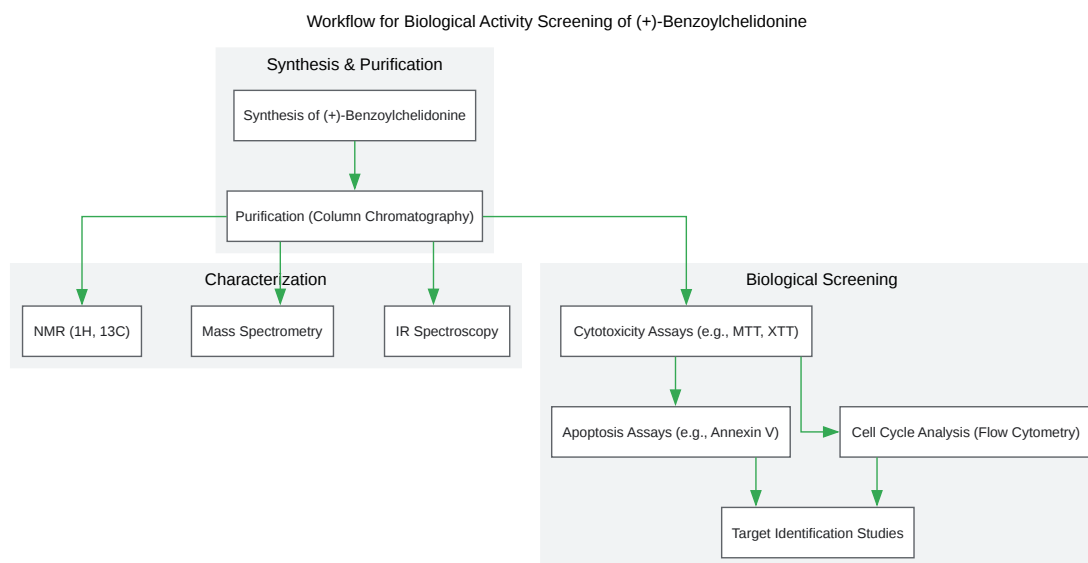 Workflow for Biological Activity Screening of (+)-Benzoylchelidonine
Synthesis & Purification
Synthesis of (+)-Benzoylchelidonine
Purification (Column Chromatography)
Characterization
NMR (1H, 13C)
Mass Spectrometry
IR Spectroscopy
Biological Screening
Cytotoxicity Assays (e.g., MTT, XTT)
Apoptosis Assays (e.g., Annexin V)
Cell Cycle Analysis (Flow Cytometry)
Target Identification Studies